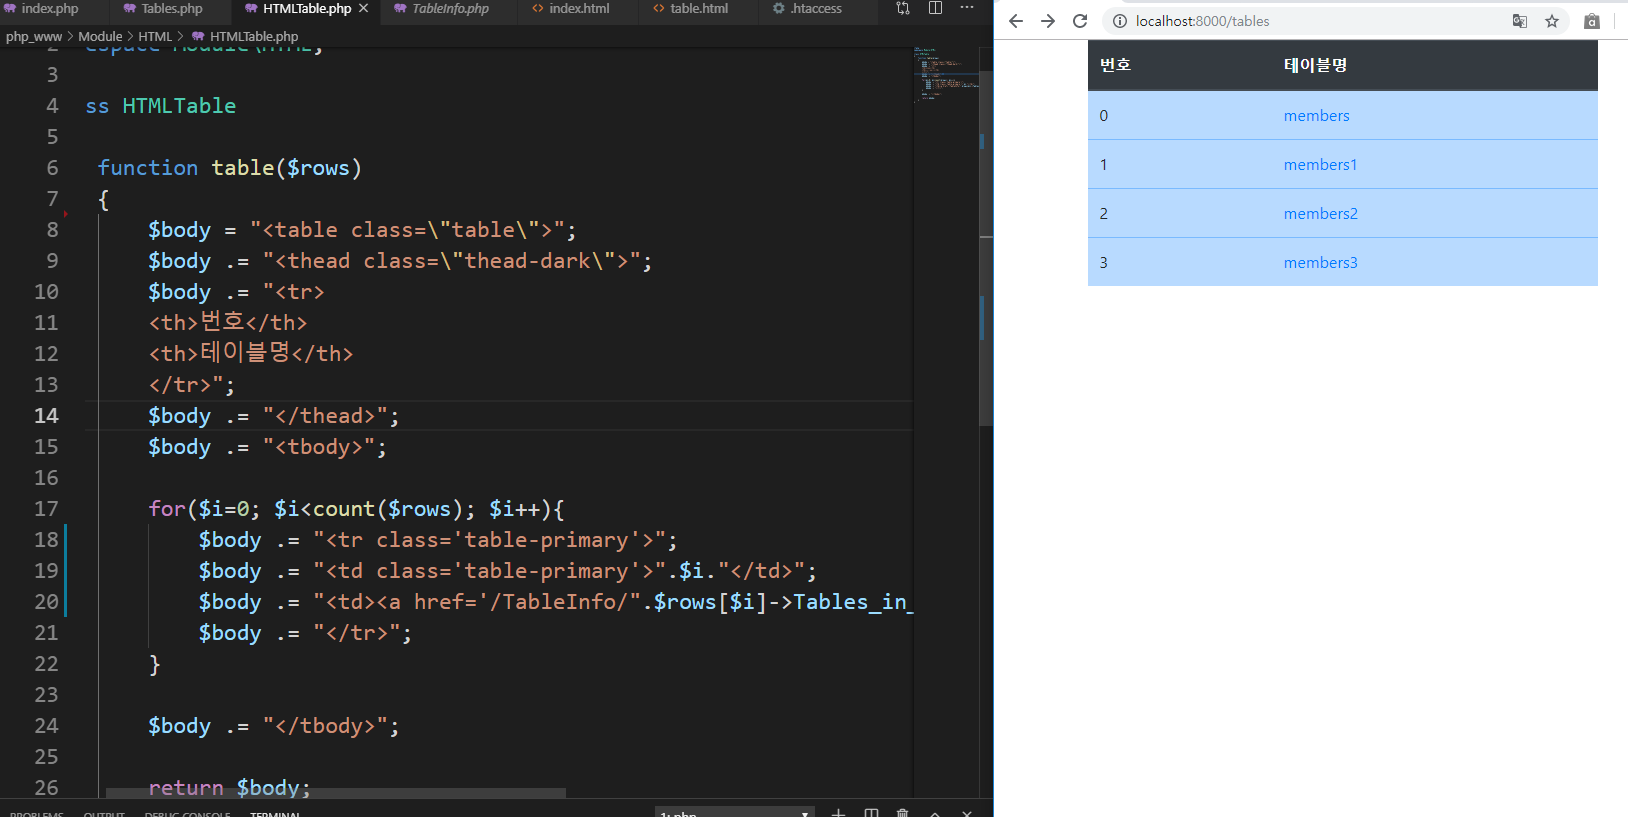 index.php Tables.php HTMLTable.php × TableInfo.php <> index.html <> table.html .htaccess ...
php_www > Module > HTML > HTMLTable.php
2 espace Module\HTML;
3
4 ss HTMLTable
5
6 function table($rows)
7 {
8 $body = "<table class=\"table\">";
9 $body .= "<thead class=\"thead-dark\">";
10 $body .= "<tr>
11 <th>번호</th>
12 <th>테이블명</th>
13 </tr>";
14 $body .= "</thead>";
15 $body .= "<tbody>";
16
17 for($i=0; $i<count($rows); $i++){
18 $body .= "<tr class='table-primary'>";
19 $body .= "<td class='table-primary'>".$i."</td>";
20 $body .= "<td><a href='/TableInfo/".$rows[$i]->Tables_in_
21 $body .= "</tr>";
22 }
23
24 $body .= "</tbody>";
25
26 return $body;
PROBLEMS OUTPUT DEBUG CONSOLE TERMINAL 1: php
localhost:8000/tables
번호 테이블명
0 members
1 members1
2 members2
3 members3